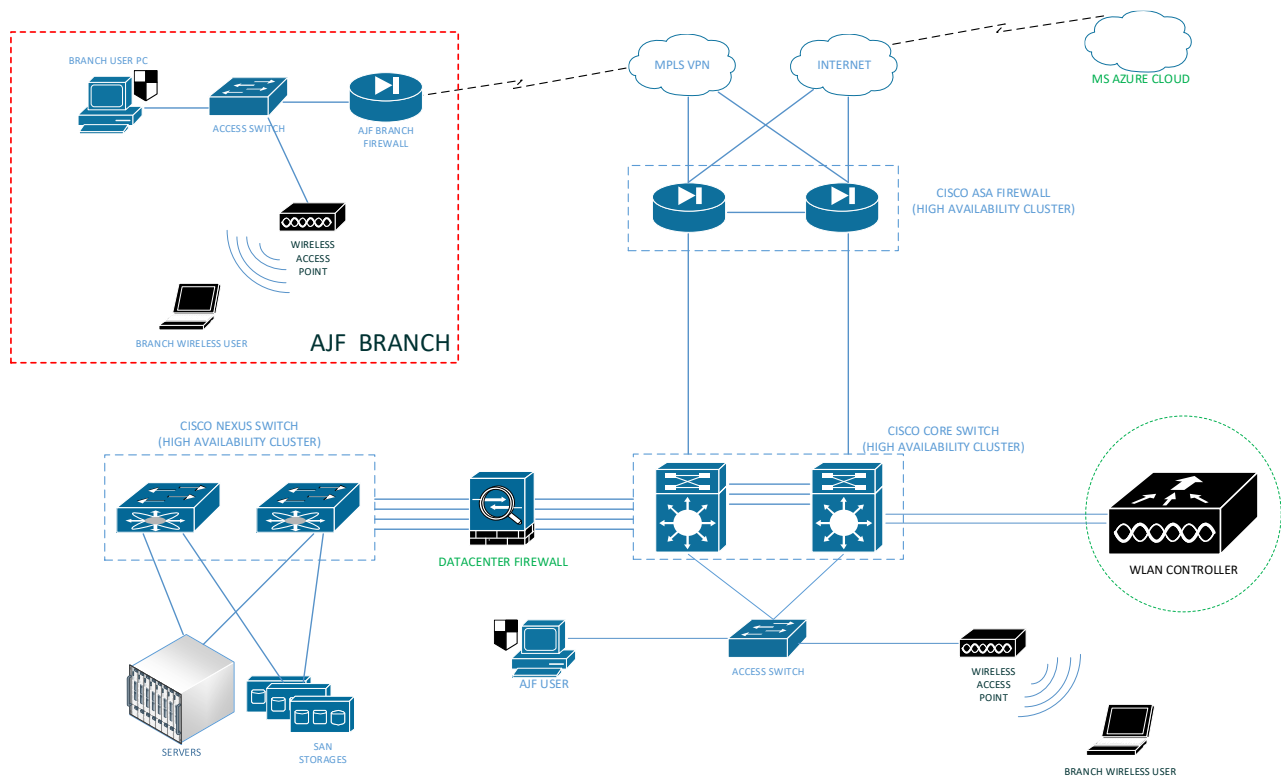 BRANCH USER PC
ACCESS SWITCH
AJF BRANCH
FIREWALL
WIRELESS
ACCESS
POINT
BRANCH WIRELESS USER
AJF BRANCH
MPLS VPN
INTERNET
MS AZURE CLOUD
CISCO ASA FIREWALL
(HIGH AVAILABILITY CLUSTER)
CISCO NEXUS SWITCH
(HIGH AVAILABILITY CLUSTER)
CISCO CORE SWITCH
(HIGH AVAILABILITY CLUSTER)
DATACENTER FIREWALL
WLAN CONTROLLER
SERVERS
SAN
STORAGES
AJF USER
ACCESS SWITCH
WIRELESS
ACCESS
POINT
BRANCH WIRELESS USER